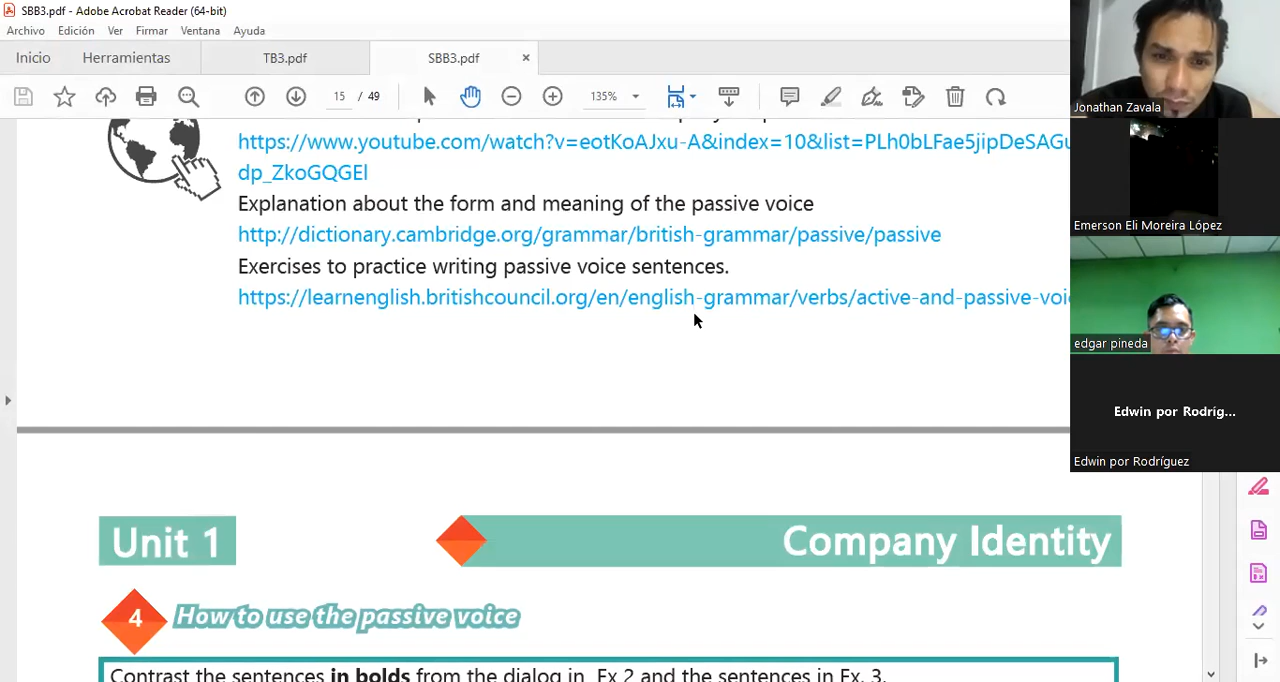 SBB3.pdf - Adobe Acrobat Reader (64-bit)
Archivo Edición Ver Firmar Ventana Ayuda
Inicio Herramientas TB3.pdf SBB3.pdf ×
15 / 49 135%
https://www.youtube.com/watch?v=eotKoAJxu-A&index=10&list=PLh0bLFae5jipDeSAGu
dp_ZkoGQGEl
Explanation about the form and meaning of the passive voice
http://dictionary.cambridge.org/grammar/british-grammar/passive/passive
Exercises to practice writing passive voice sentences.
https://learnenglish.britishcouncil.org/en/english-grammar/verbs/active-and-passive-voi
Unit 1 Company Identity
4 How to use the passive voice
Contrast the sentences in bolds from the dialog in Ex 2 and the sentences in Ex. 3.
Jonathan Zavala
Emerson Eli Moreira López
edgar pineda
Edwin por Rodríg...
Edwin por Rodríguez